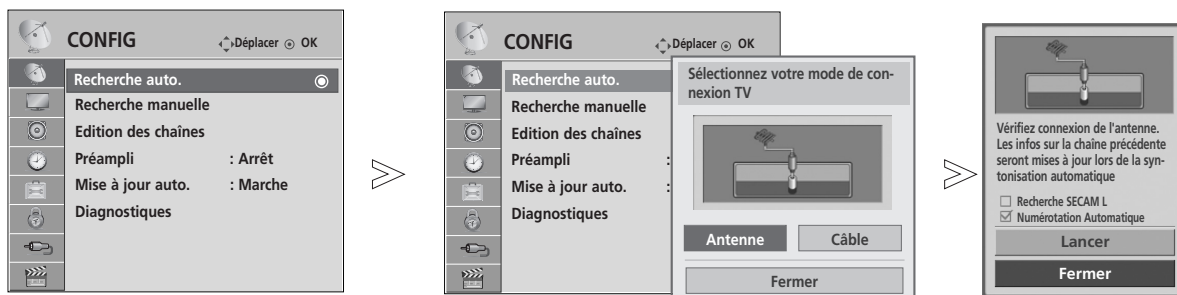 CONFIG
Déplacer OK
Recherche auto.
Recherche manuelle
Edition des chaînes
Préampli : Arrêt
Mise à jour auto. : Marche
Diagnostiques
CONFIG
Déplacer OK
Recherche auto.
Recherche manuelle
Edition des chaînes
Préampli :
Mise à jour auto. :
Diagnostiques
Sélectionnez votre mode de con-
nexion TV
Antenne Câble
Fermer
Vérifiez connexion de l'antenne.
Les infos sur la chaîne précédente
seront mises à jour lors de la syn-
tonisation automatique
Recherche SECAM L
Numérotation Automatique
Lancer
Fermer